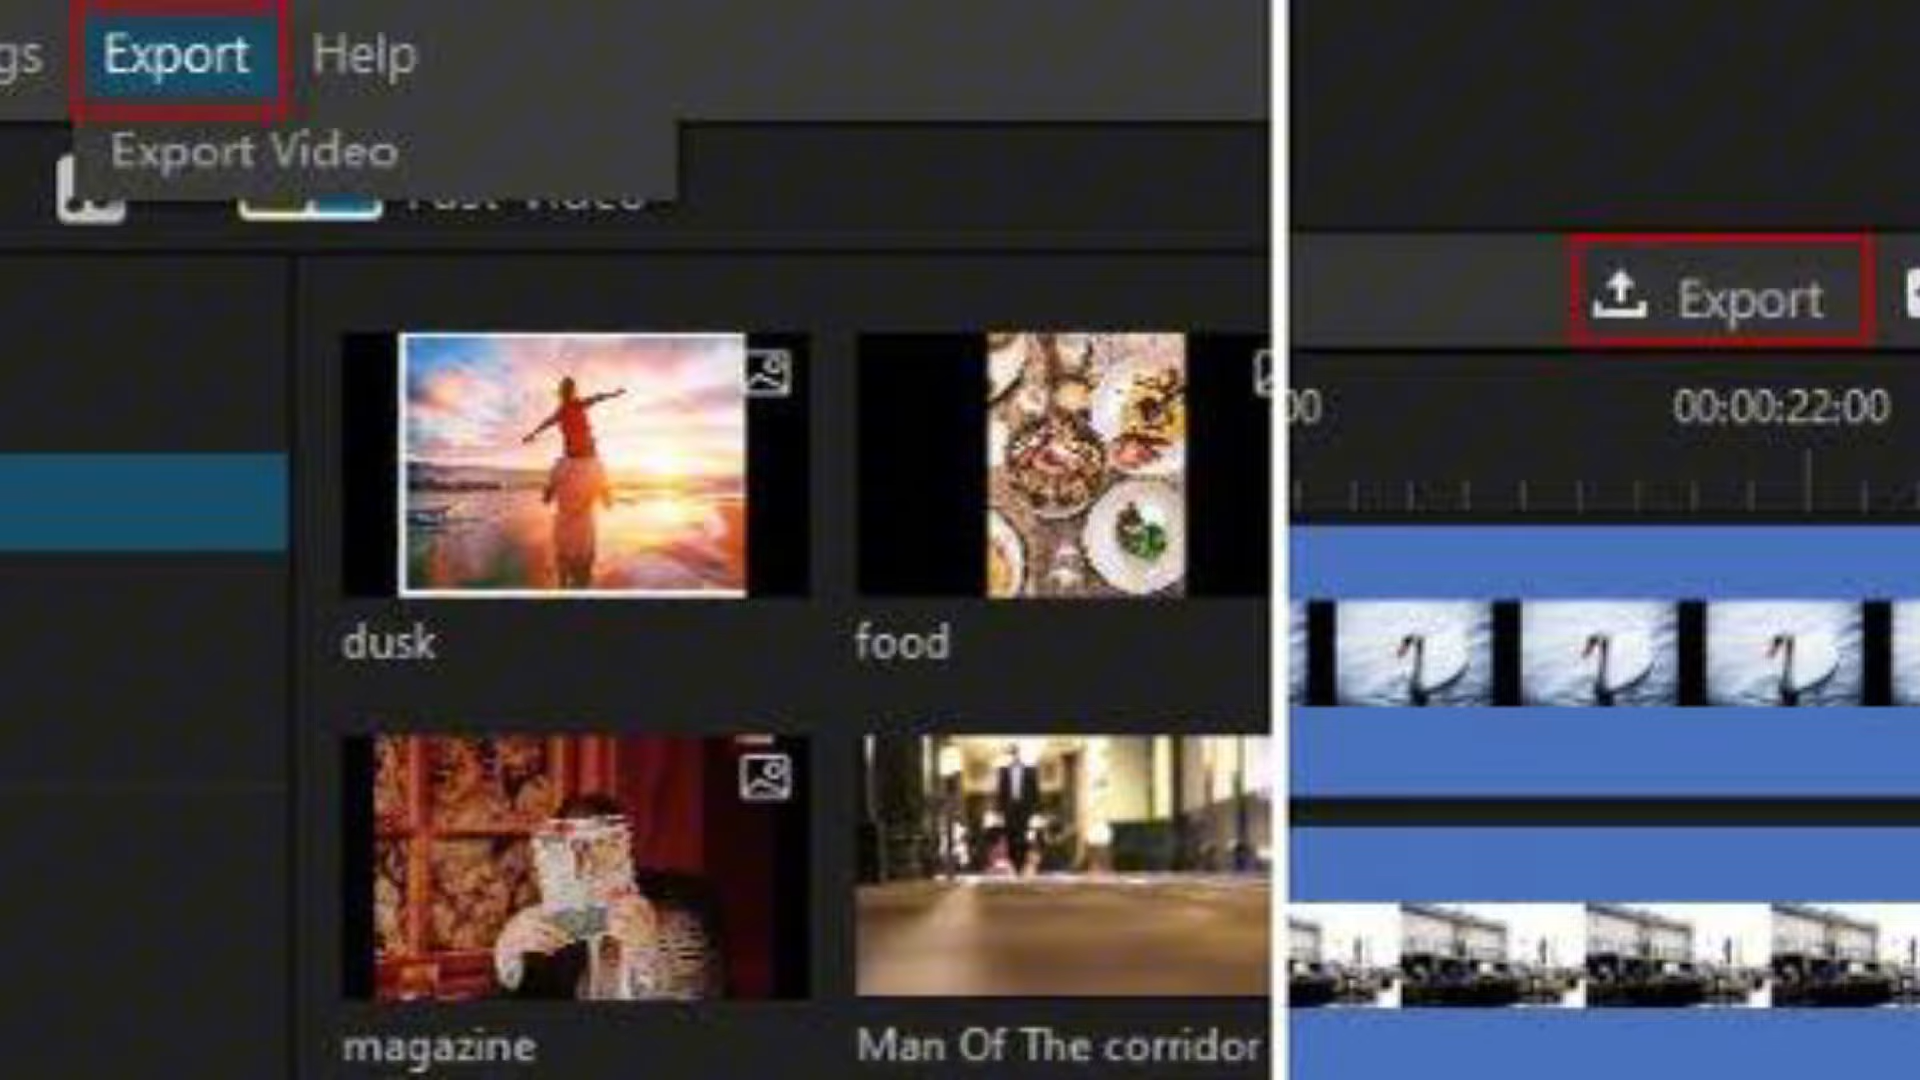 gs Export Help
Export Video
dusk
food
magazine
Man Of The corridor
Export
00
00:00:22:00